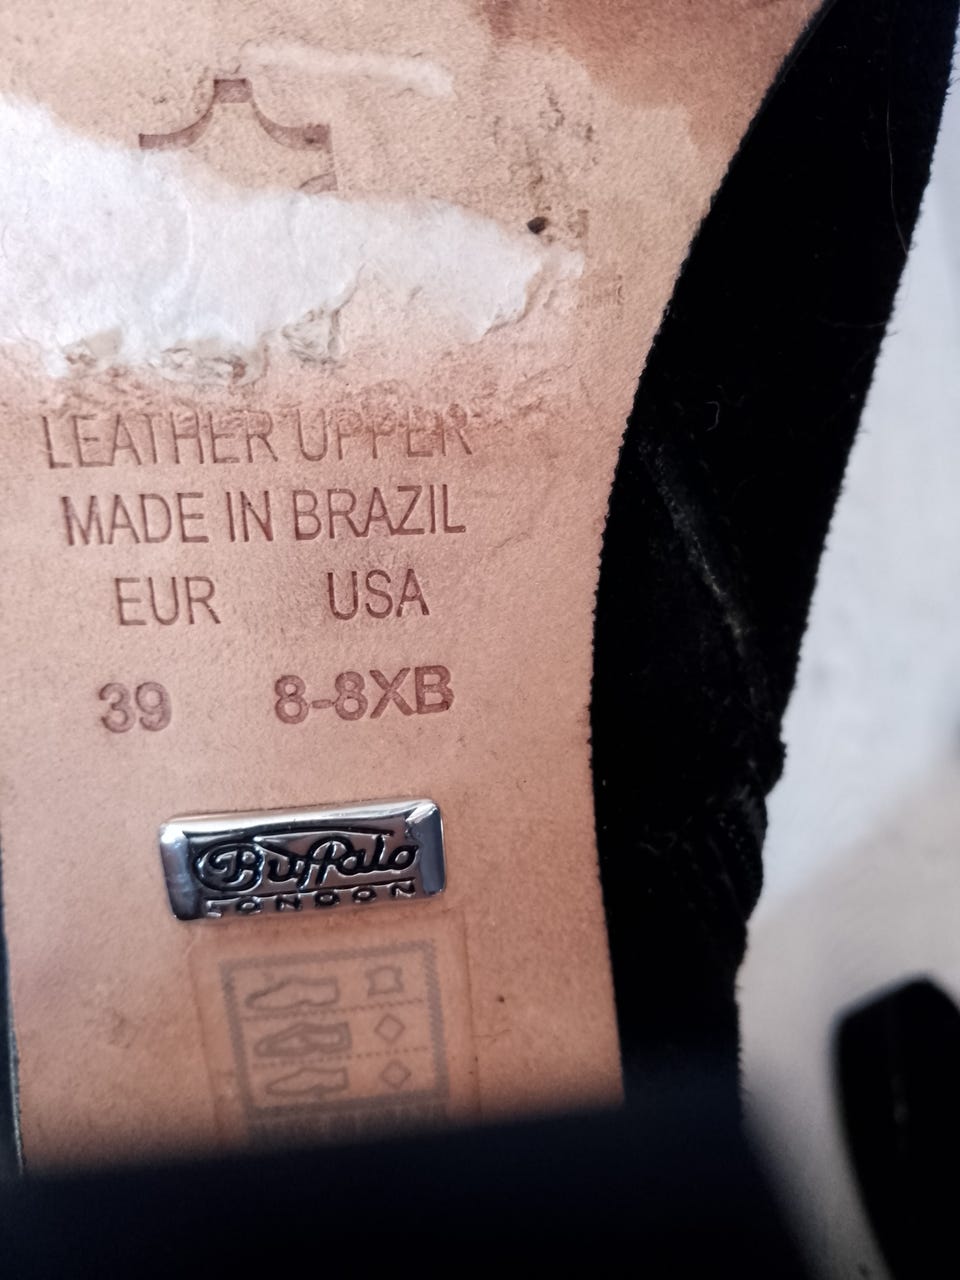 LEATHER UPPER
MADE IN BRAZIL
EUR USA
39 8-8XB
Buffalo
LONDON